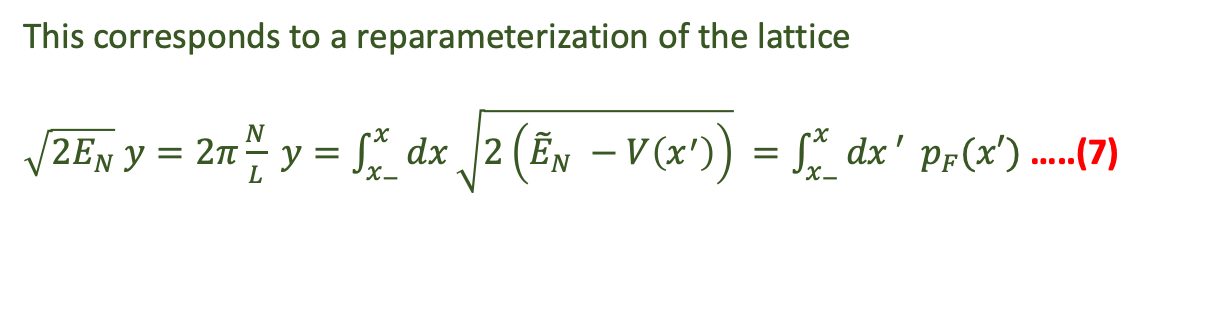 This corresponds to a reparameterization of the lattice
√(2E_N) y = 2π N/L y = ∫_{x_-}^{x} dx √(2(Ẽ_N − V(x′))) = ∫_{x_-}^{x} dx′ p_F(x′) .....(7)